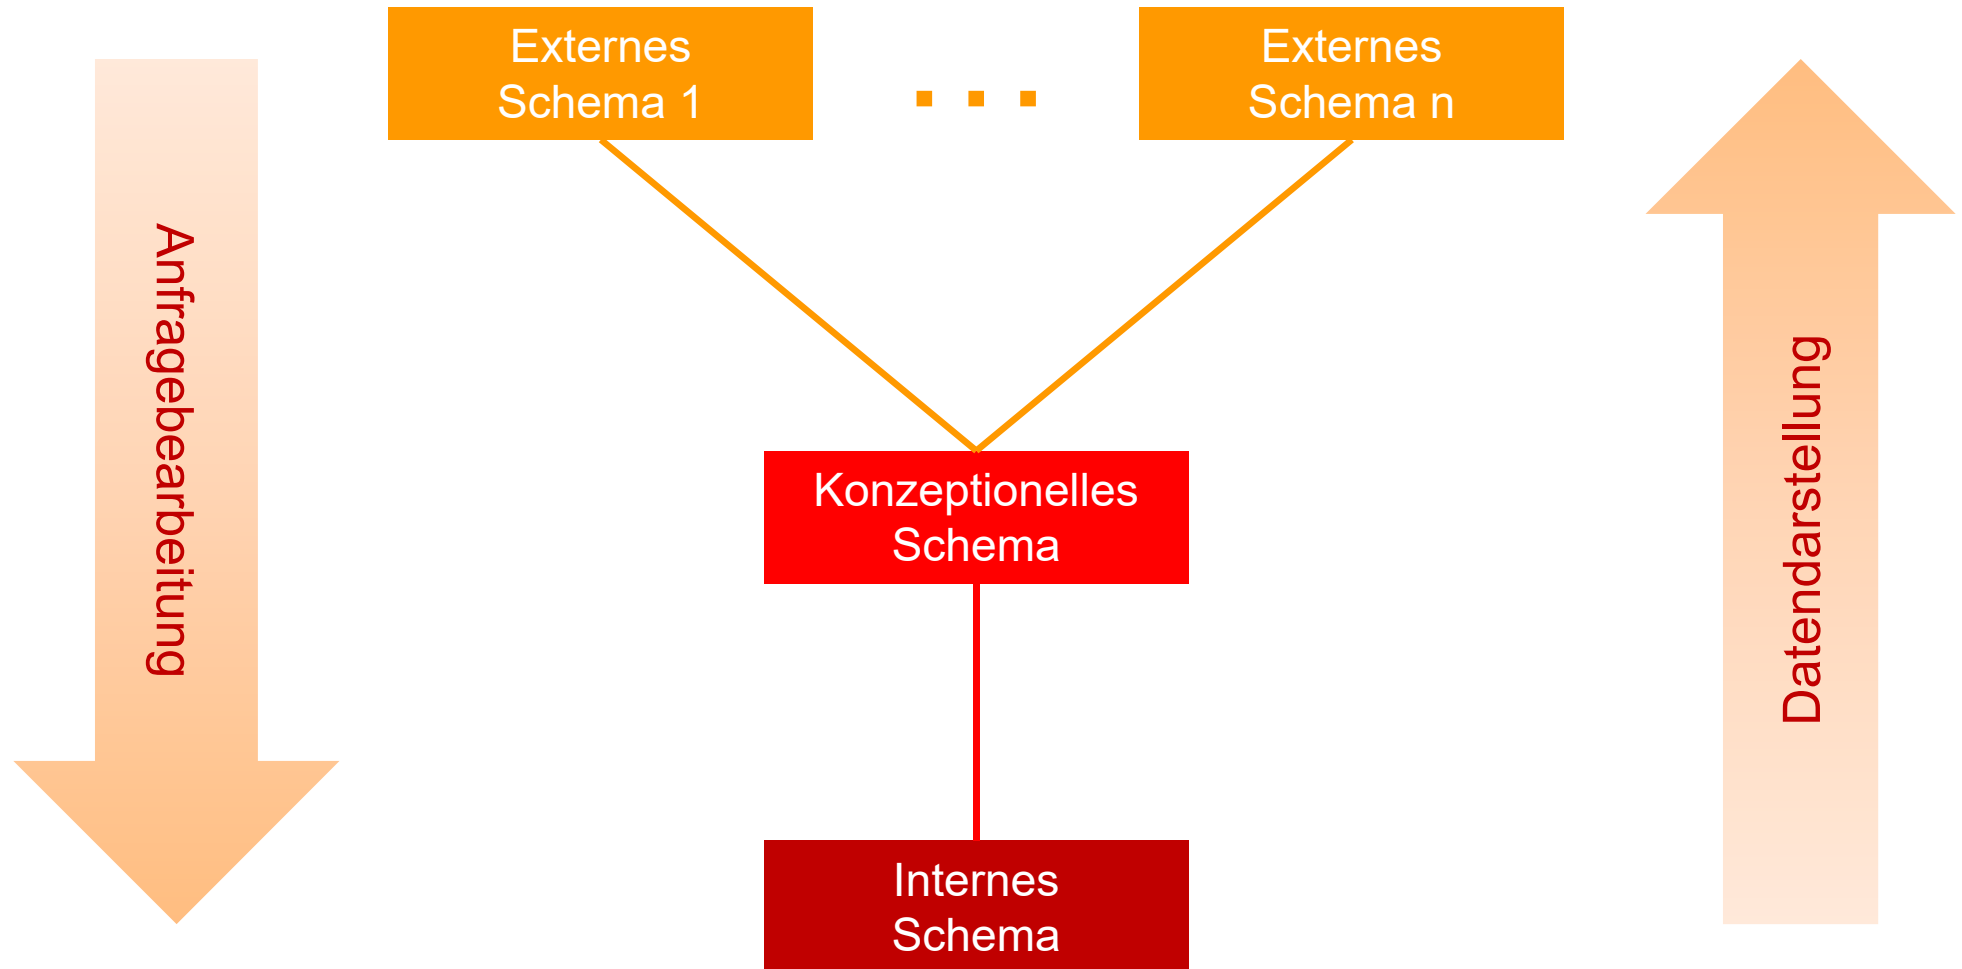 Externes
Schema 1
...
Externes
Schema n
Anfragebearbeitung
Datendarstellung
Konzeptionelles
Schema
Internes
Schema